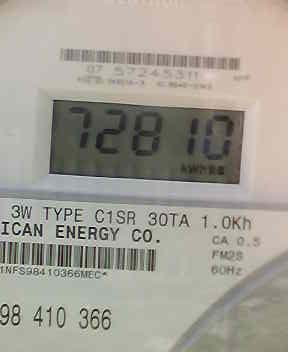 07 57245311
72810
KWHRS
3W TYPE C1SR 30TA 1.0Kh
ICAN ENERGY CO.
CA 0.5
FM2S
60Hz
1NFS98410366MEC*
98 410 366